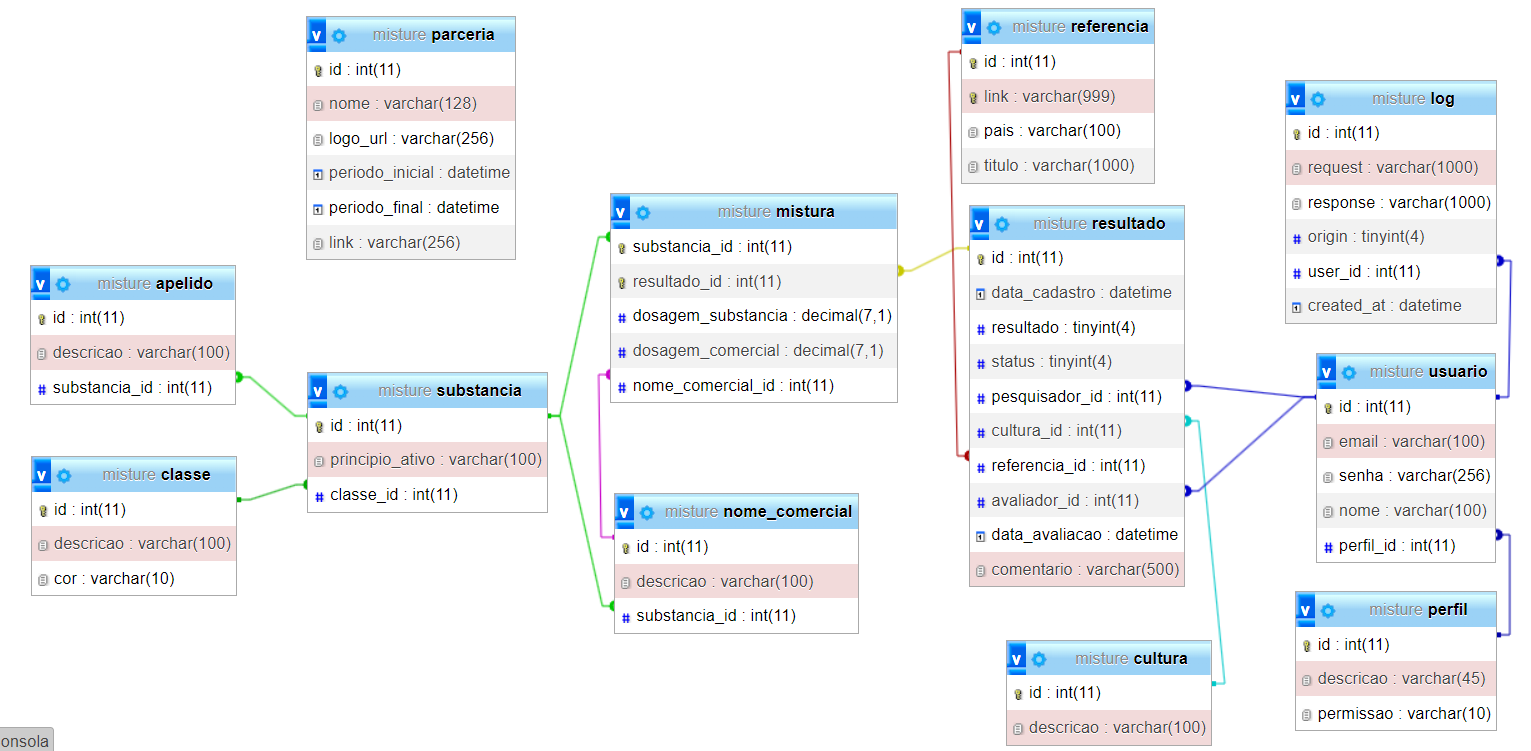 misture parceria
id : int(11)
nome : varchar(128)
logo_url : varchar(256)
periodo_inicial : datetime
periodo_final : datetime
link : varchar(256)
misture referencia
id : int(11)
link : varchar(999)
pais : varchar(100)
titulo : varchar(1000)
misture log
id : int(11)
request : varchar(1000)
response : varchar(1000)
origin : tinyint(4)
user_id : int(11)
created_at : datetime
misture mistura
substancia_id : int(11)
resultado_id : int(11)
dosagem_substancia : decimal(7,1)
dosagem_comercial : decimal(7,1)
nome_comercial_id : int(11)
misture resultado
id : int(11)
data_cadastro : datetime
resultado : tinyint(4)
status : tinyint(4)
pesquisador_id : int(11)
cultura_id : int(11)
referencia_id : int(11)
avaliador_id : int(11)
data_avaliacao : datetime
comentario : varchar(500)
misture apelido
id : int(11)
descricao : varchar(100)
substancia_id : int(11)
misture substancia
id : int(11)
principio_ativo : varchar(100)
classe_id : int(11)
misture usuario
id : int(11)
email : varchar(100)
senha : varchar(256)
nome : varchar(100)
perfil_id : int(11)
misture classe
id : int(11)
descricao : varchar(100)
cor : varchar(10)
misture nome_comercial
id : int(11)
descricao : varchar(100)
substancia_id : int(11)
misture perfil
id : int(11)
descricao : varchar(45)
permissao : varchar(10)
misture cultura
id : int(11)
descricao : varchar(100)
onsola